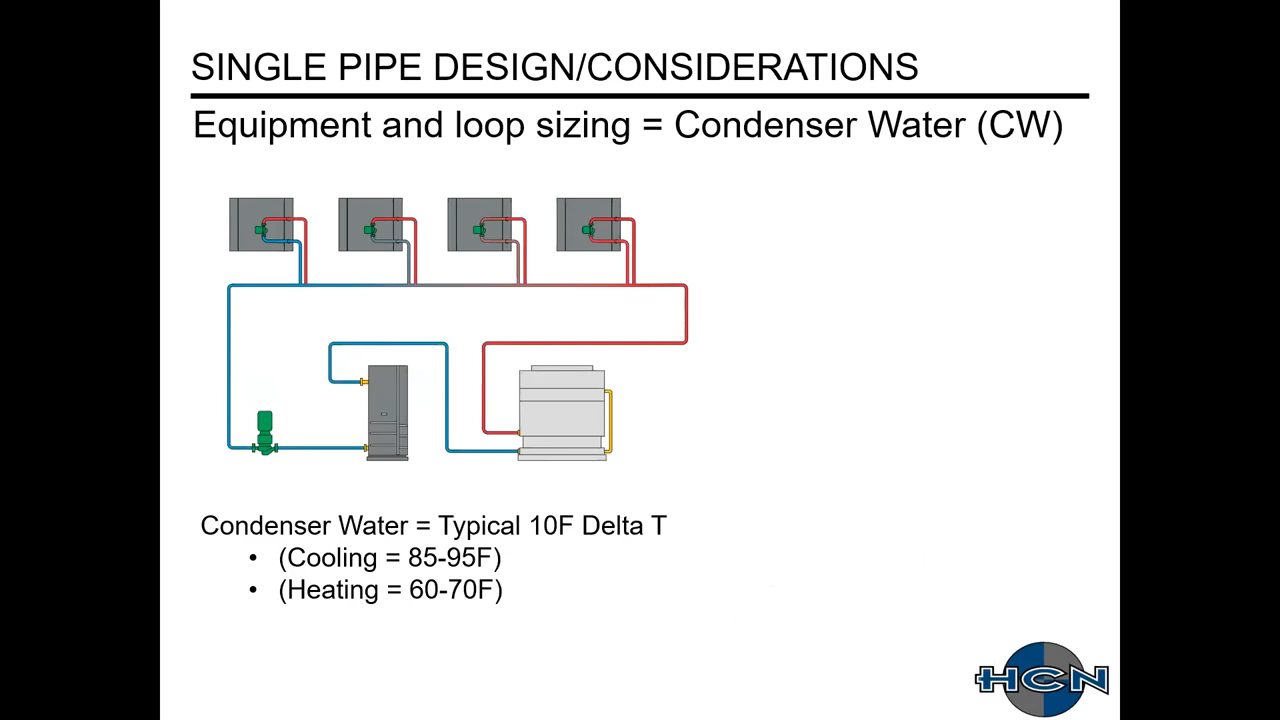 SINGLE PIPE DESIGN/CONSIDERATIONS
Equipment and loop sizing = Condenser Water (CW)
Condenser Water = Typical 10F Delta T
• (Cooling = 85-95F)
• (Heating = 60-70F)
HCN